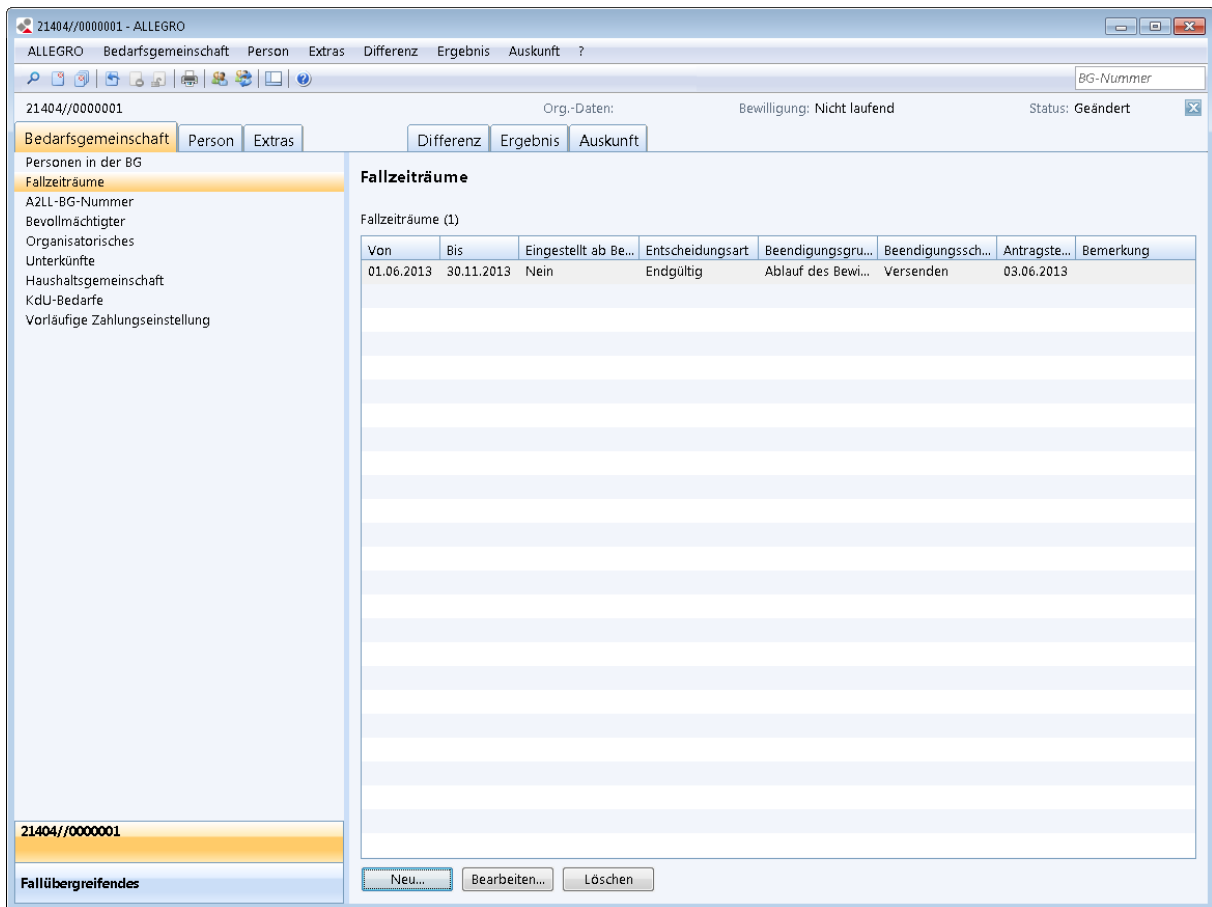 21404//0000001 - ALLEGRO
ALLEGRO Bedarfsgemeinschaft Person Extras Differenz Ergebnis Auskunft ?
BG-Nummer
21404//0000001 Org.-Daten: Bewilligung: Nicht laufend Status: Geändert
Bedarfsgemeinschaft Person Extras Differenz Ergebnis Auskunft
Personen in der BG
Fallzeiträume
A2LL-BG-Nummer
Bevollmächtigter
Organisatorisches
Unterkünfte
Haushaltsgemeinschaft
KdU-Bedarfe
Vorläufige Zahlungseinstellung
21404//0000001
Fallübergreifendes
Fallzeiträume
Fallzeiträume (1)
Von Bis Eingestellt ab Be... Entscheidungsart Beendigungsgru... Beendigungssch... Antragste... Bemerkung
01.06.2013 30.11.2013 Nein Endgültig Ablauf des Bewi... Versenden 03.06.2013
Neu... Bearbeiten... Löschen